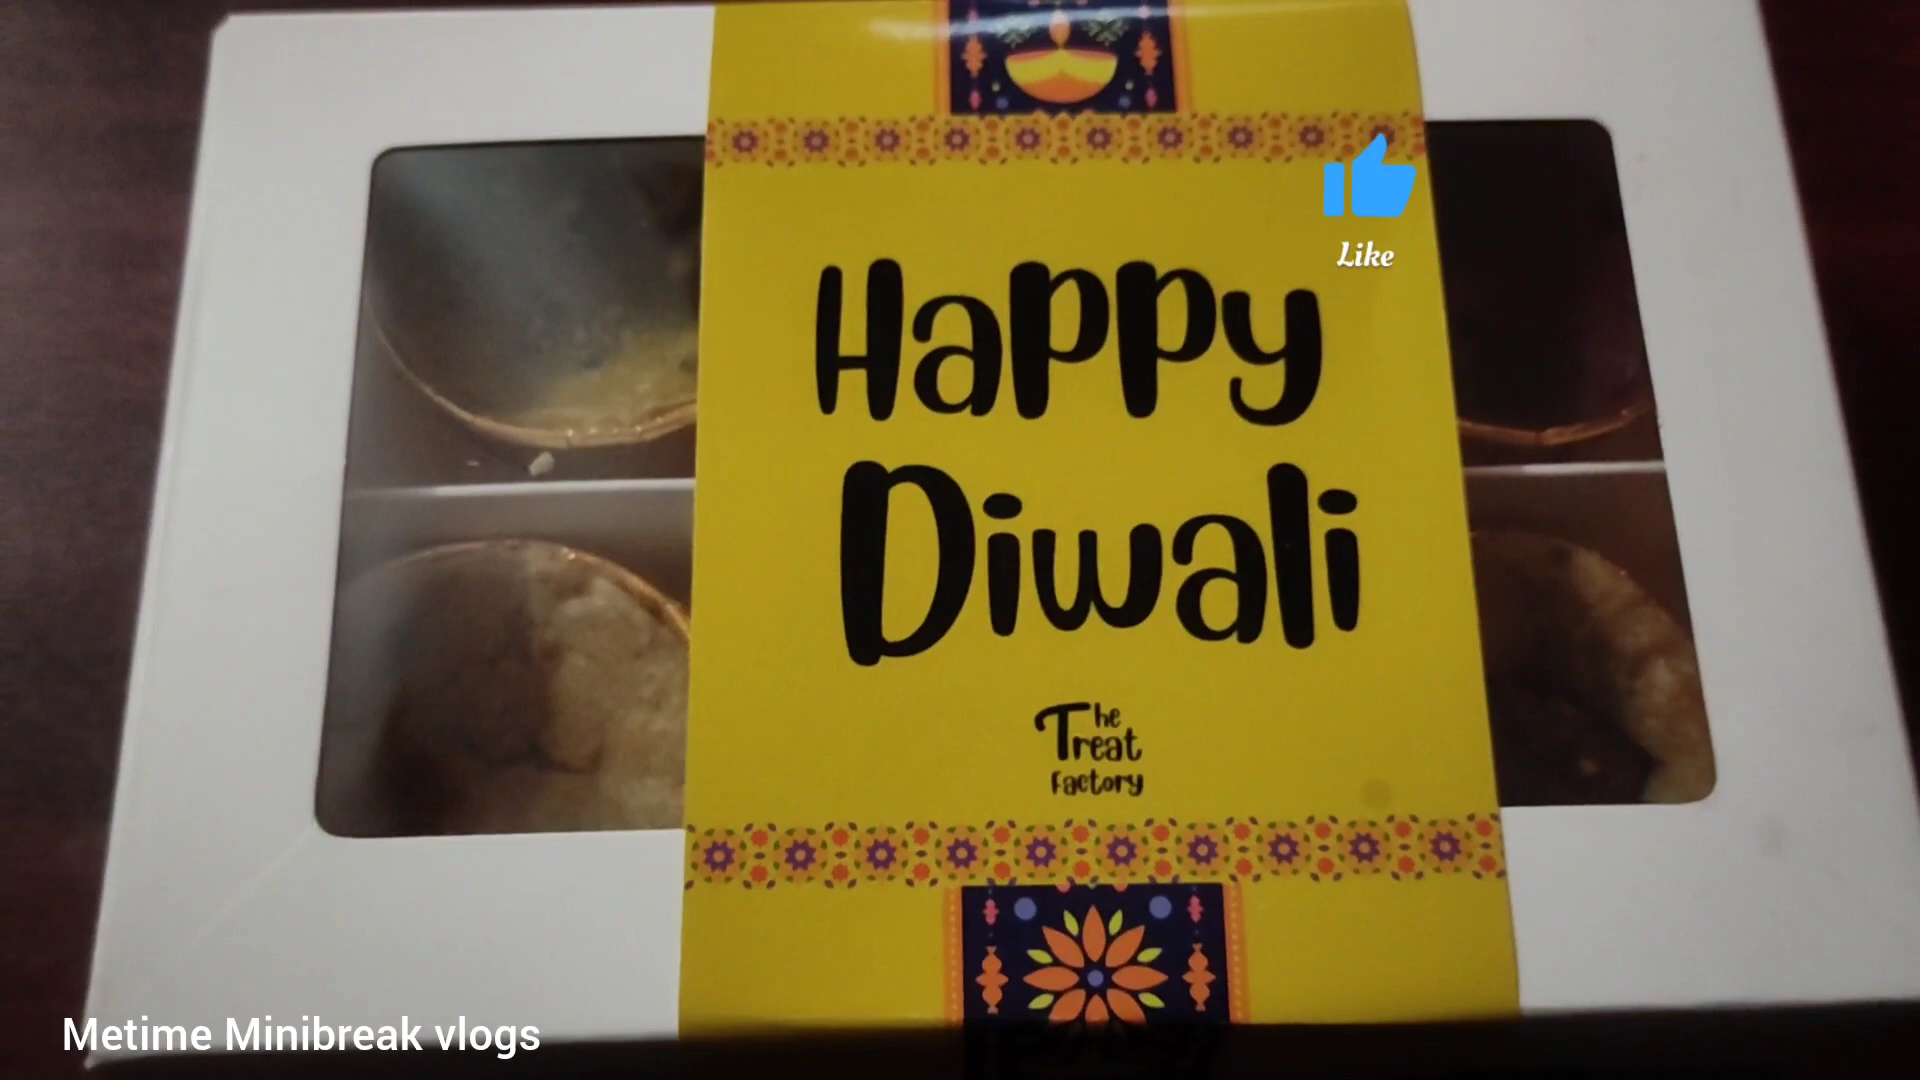 Like
Happy
Diwali
The
Treat
Factory
Metime Minibreak vlogs